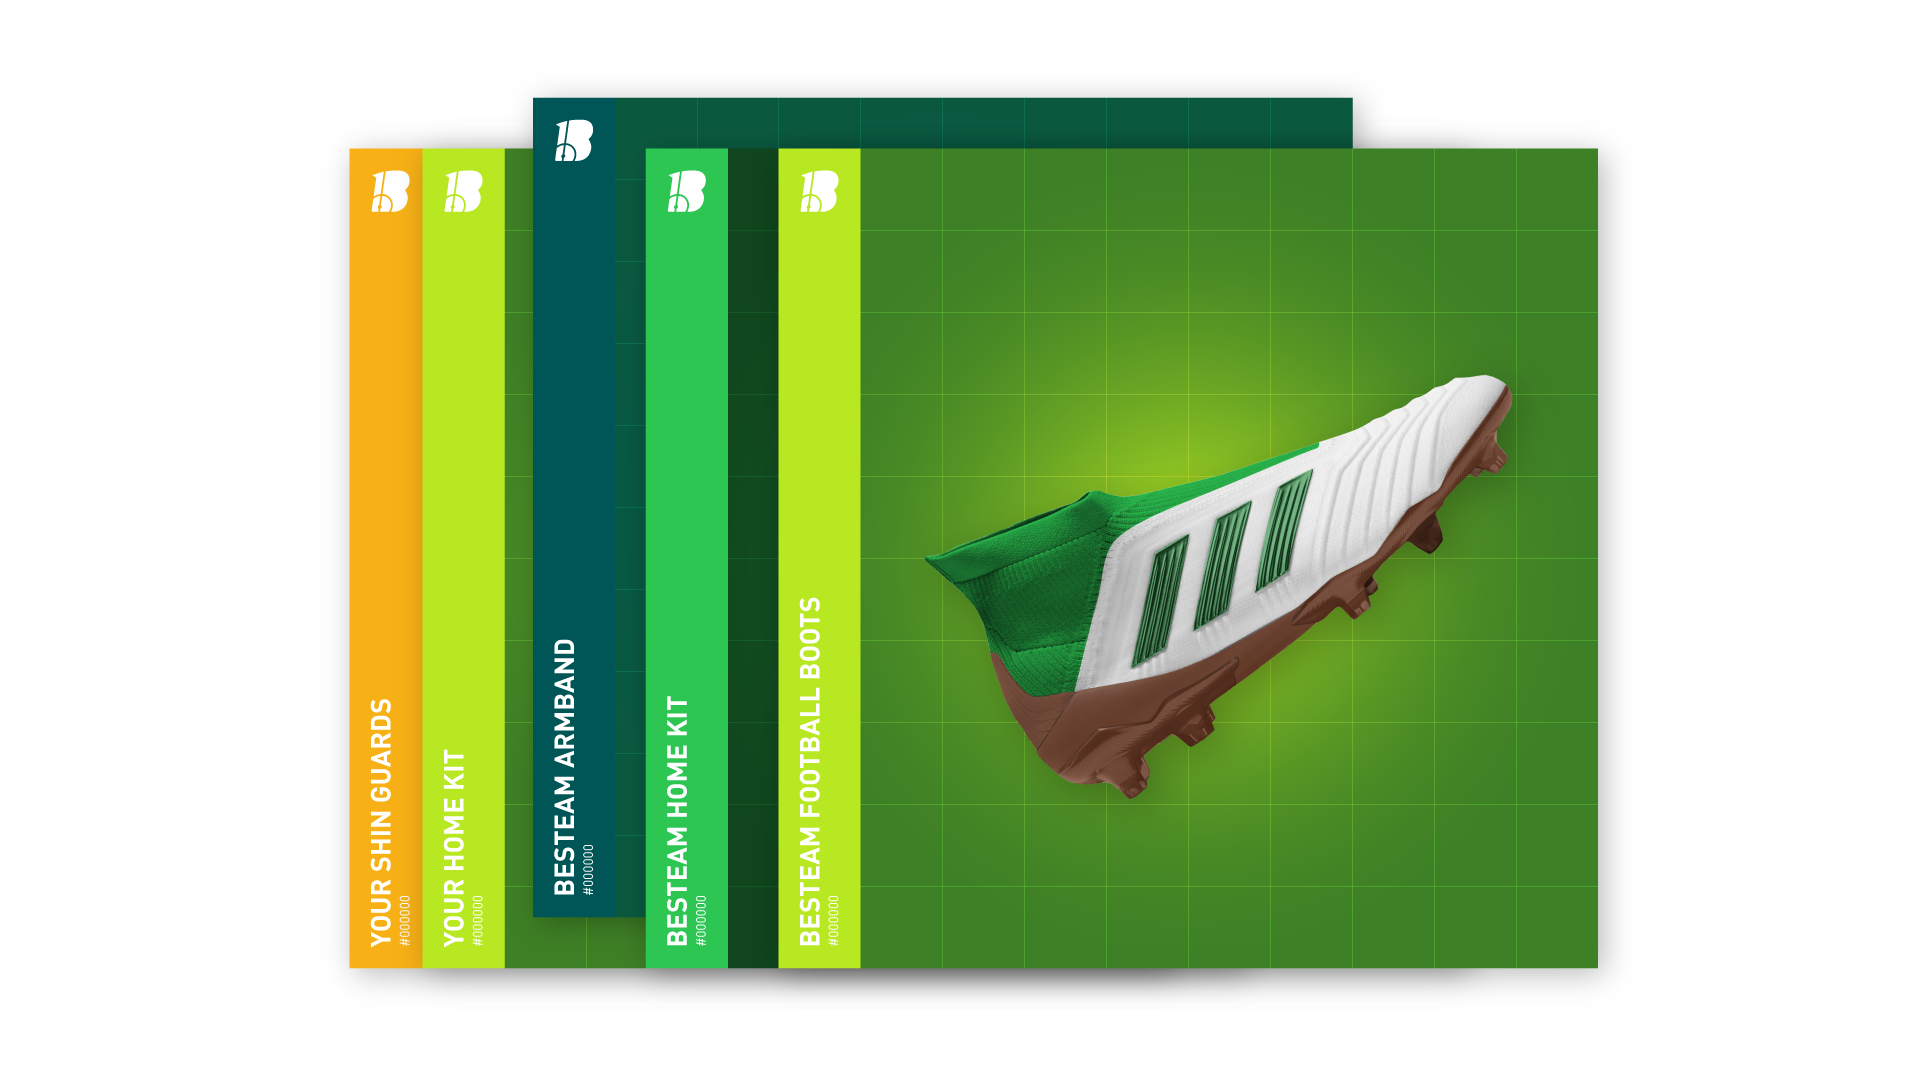 YOUR SHIN GUARDS
#000000
YOUR HOME KIT
#000000
BESTEAM ARMBAND
#000000
BESTEAM HOME KIT
#000000
BESTEAM FOOTBALL BOOTS
#000000